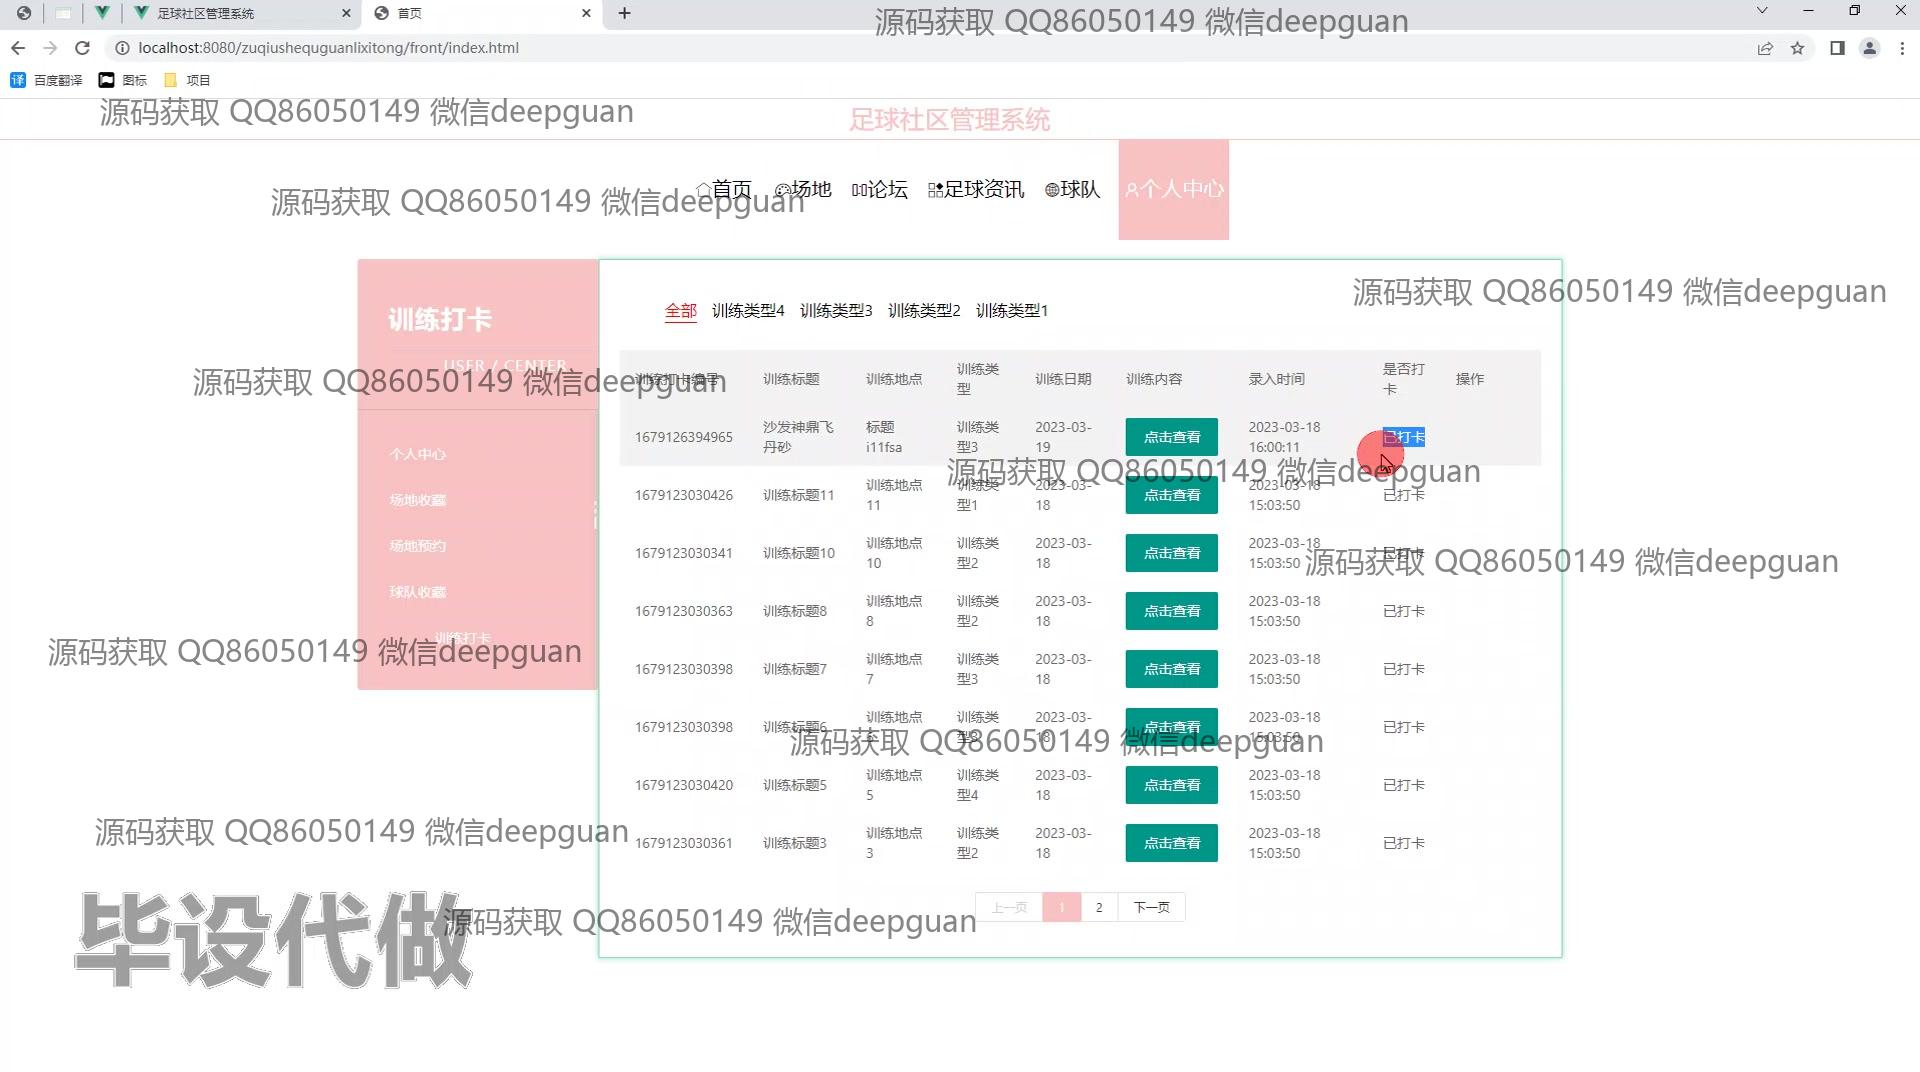 足球社区管理系统
首页
localhost:8080/zuqiushequguanlixitong/front/index.html
百度翻译 图标 项目
源码获取 QQ86050149 微信deepguan
源码获取 QQ86050149 微信deepguan
足球社区管理系统
首页 场地 论坛 足球资讯 球队 个人中心
源码获取 QQ86050149 微信deepguan
源码获取 QQ86050149 微信deepguan
训练打卡
USER / CENTER
源码获取 QQ86050149 微信deepguan
个人中心
场地收藏
场地预约
球队收藏
训练打卡
源码获取 QQ86050149 微信deepguan
全部 训练类型4 训练类型3 训练类型2 训练类型1
训练打卡编号 训练标题 训练地点 训练类型 训练日期 训练内容 录入时间 是否打卡 操作
1679126394965 沙发神鼎飞丹砂 标题i11fsa 训练类型3 2023-03-19 点击查看 2023-03-18 16:00:11 已打卡
源码获取 QQ86050149 微信deepguan
1679123030426 训练标题11 训练地点11 训练类型1 2023-03-18 点击查看 2023-03-18 15:03:50 已打卡
1679123030341 训练标题10 训练地点10 训练类型2 2023-03-18 点击查看 2023-03-18 15:03:50 已打卡
源码获取 QQ86050149 微信deepguan
1679123030363 训练标题8 训练地点8 训练类型2 2023-03-18 点击查看 2023-03-18 15:03:50 已打卡
1679123030398 训练标题7 训练地点7 训练类型3 2023-03-18 点击查看 2023-03-18 15:03:50 已打卡
1679123030398 训练标题6 训练地点 训练类型3 2023-03-18 点击查看 2023-03-18 15:03:50 已打卡
源码获取 QQ86050149 微信deepguan
1679123030420 训练标题5 训练地点5 训练类型4 2023-03-18 点击查看 2023-03-18 15:03:50 已打卡
源码获取 QQ86050149 微信deepguan
1679123030361 训练标题3 训练地点3 训练类型2 2023-03-18 点击查看 2023-03-18 15:03:50 已打卡
上一页 1 2 下一页
源码获取 QQ86050149 微信deepguan
毕设代做